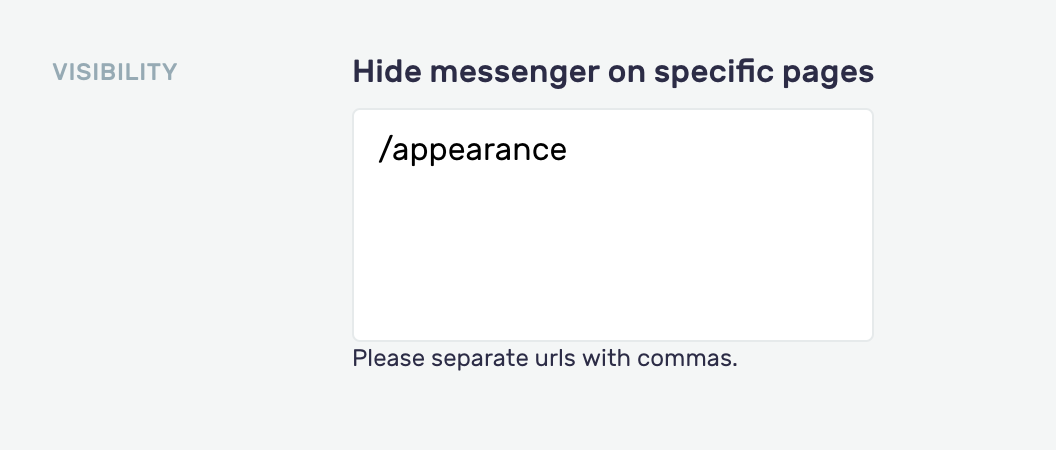 VISIBILITY
Hide messenger on specific pages
/appearance
Please separate urls with commas.